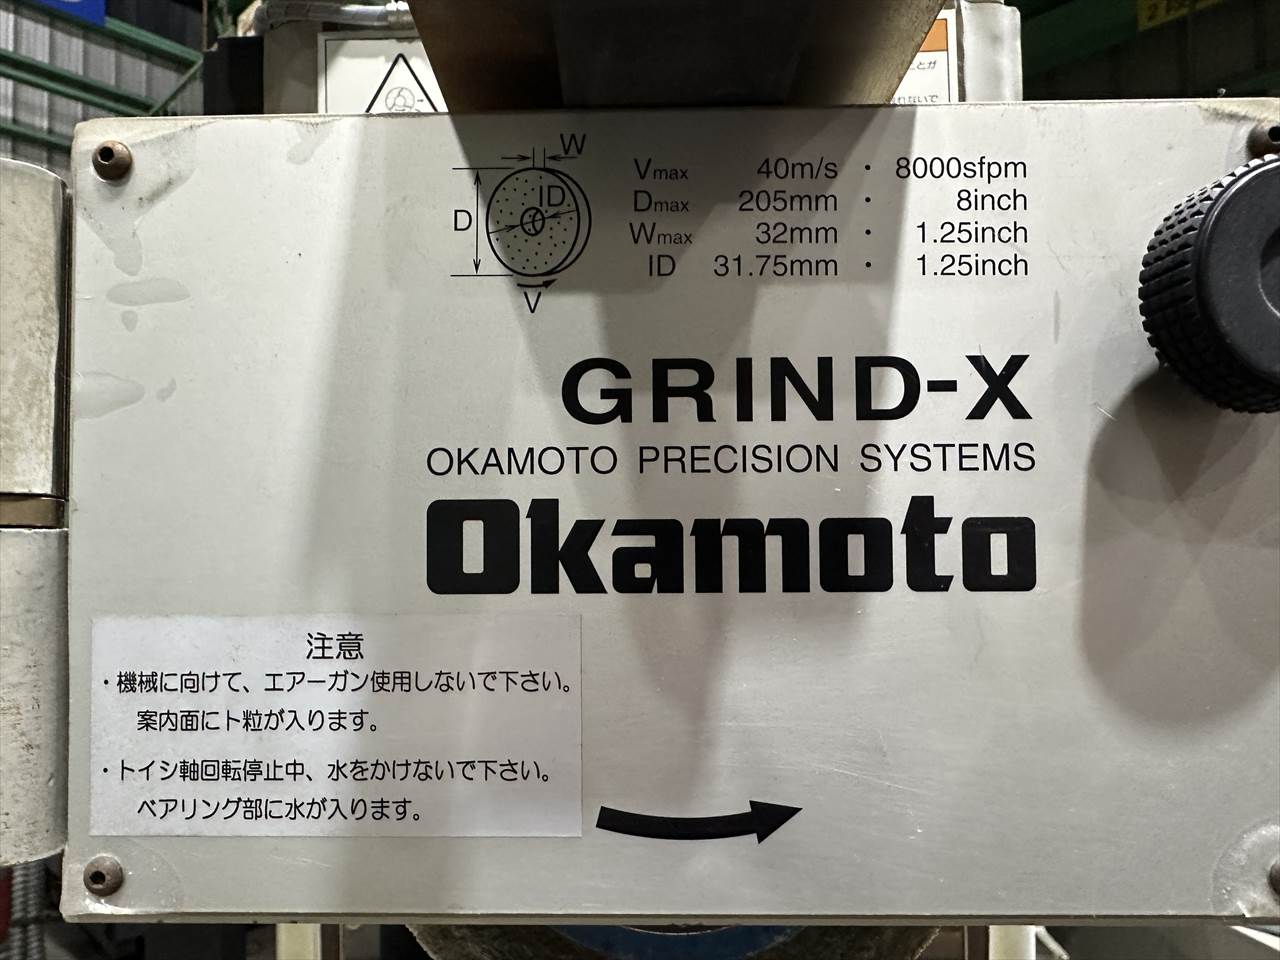 W
ID
D
V
Vmax 40m/s ・ 8000sfpm
Dmax 205mm ・ 8inch
Wmax 32mm ・ 1.25inch
ID 31.75mm ・ 1.25inch
GRIND-X
OKAMOTO PRECISION SYSTEMS
Okamoto
注意
・機械に向けて、エアーガン使用しないで下さい。
案内面にト粒が入ります。
・トイシ軸回転停止中、水をかけないで下さい。
ベアリング部に水が入ります。